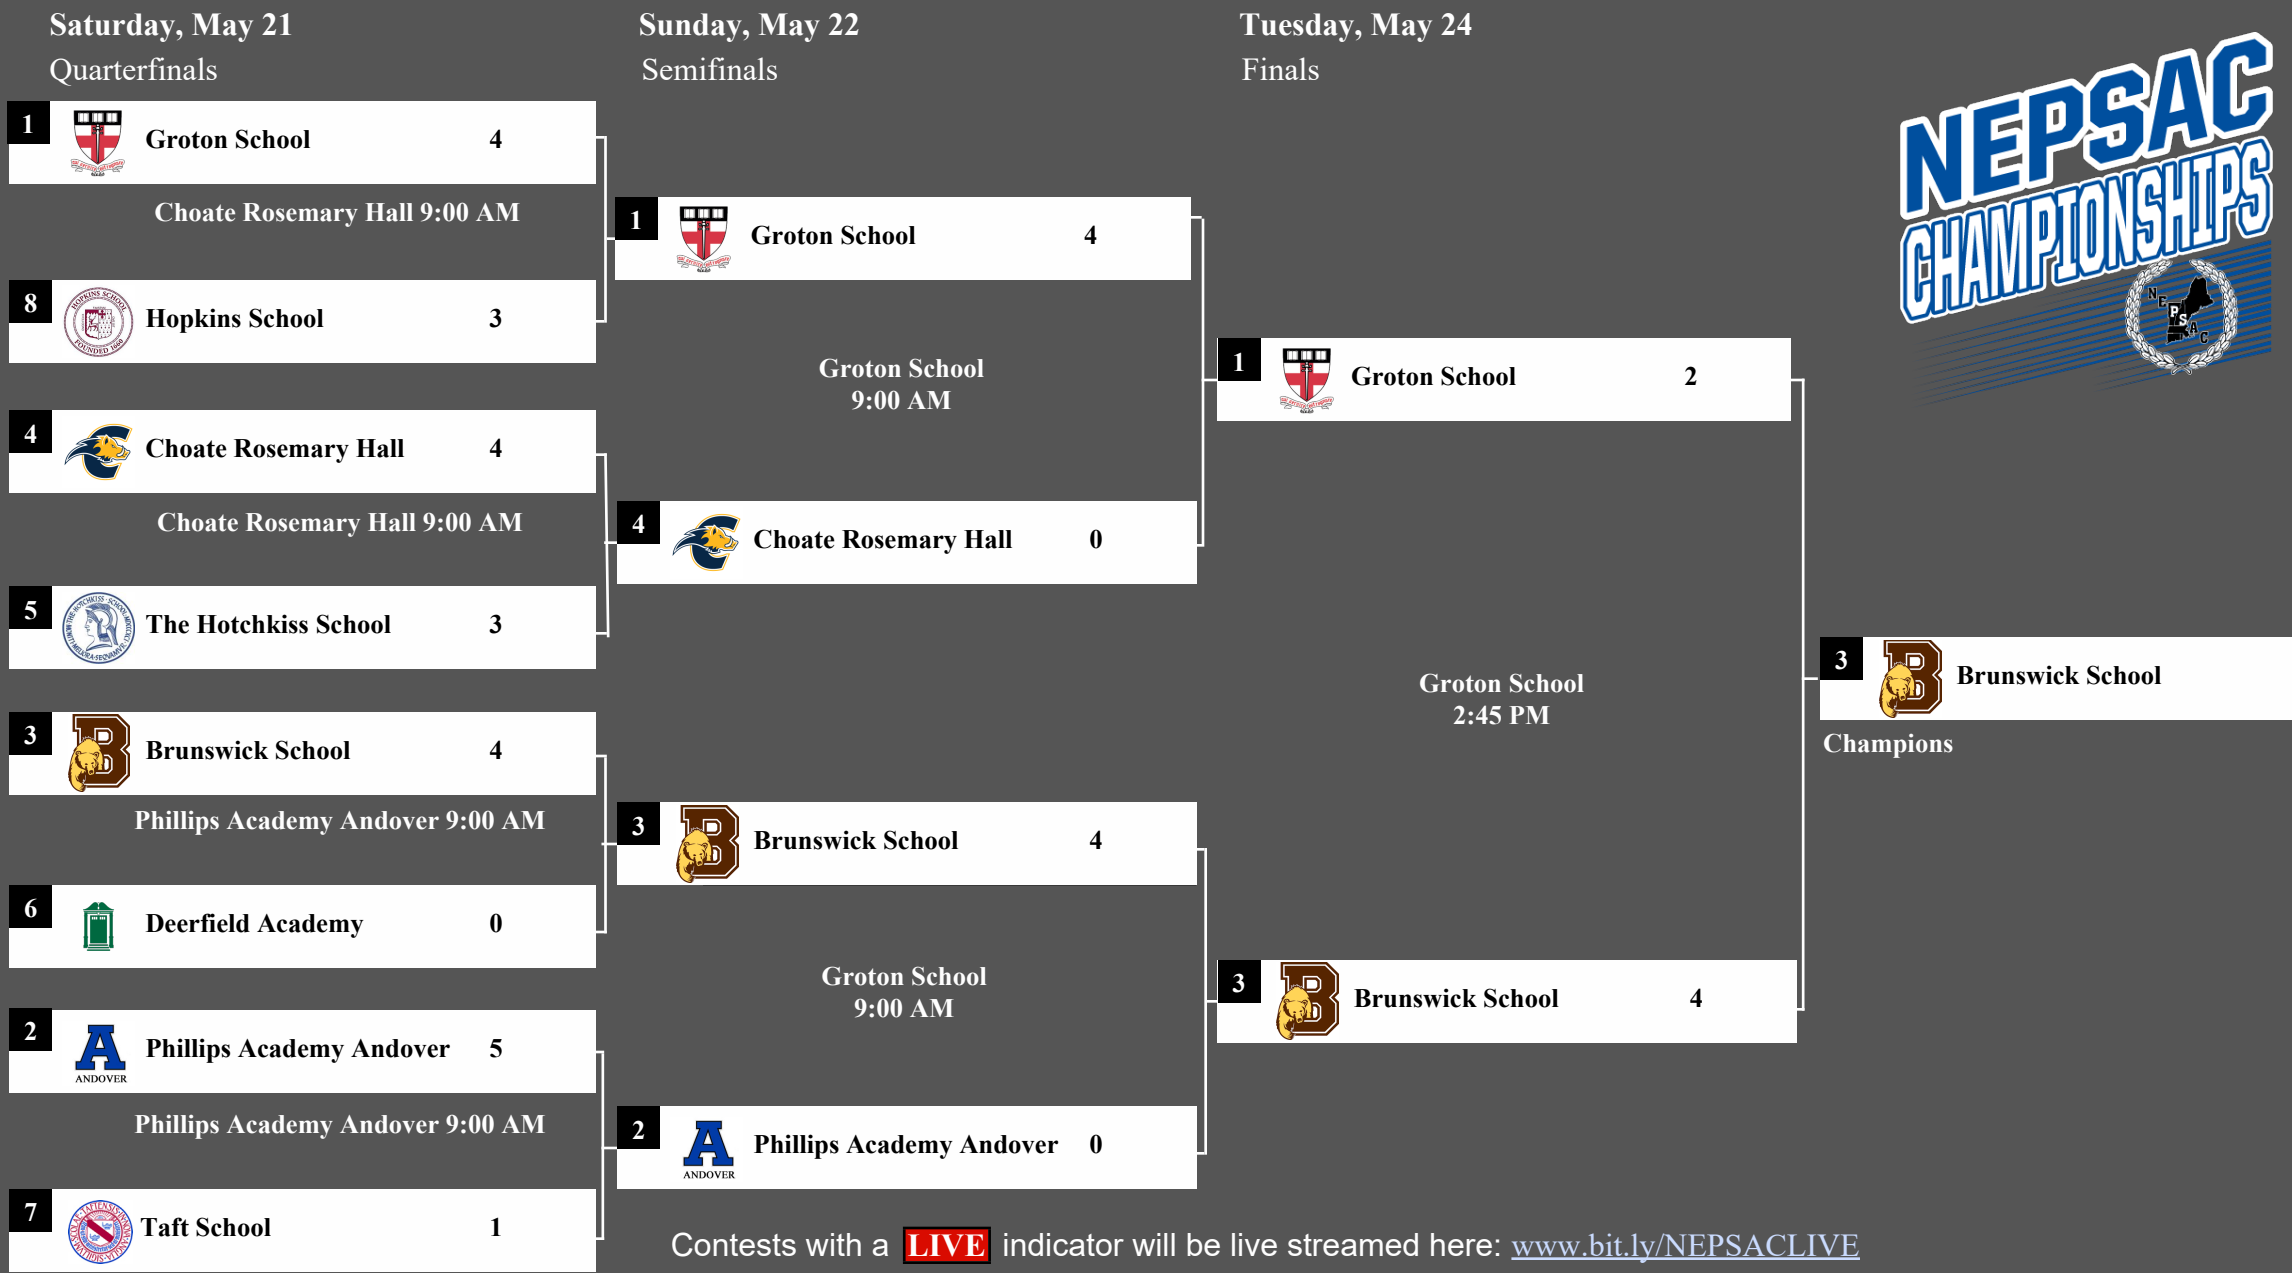 Saturday, May 21
Quarterfinals
Sunday, May 22
Semifinals
Tuesday, May 24
Finals
NEPSAC
CHAMPIONSHIPS
NEPSAC
1
Groton School 4
Choate Rosemary Hall 9:00 AM
8
HOPKINS SCHOOL
FOUNDED 1660
Hopkins School 3
4
Choate Rosemary Hall 4
Choate Rosemary Hall 9:00 AM
5
The Hotchkiss School 3
3
B
Brunswick School 4
Phillips Academy Andover 9:00 AM
6
Deerfield Academy 0
2
A
ANDOVER
Phillips Academy Andover 5
Phillips Academy Andover 9:00 AM
7
Taft School 1
1
Groton School 4
Groton School
9:00 AM
4
Choate Rosemary Hall 0
3
B
Brunswick School 4
Groton School
9:00 AM
2
A
ANDOVER
Phillips Academy Andover 0
1
Groton School 2
Groton School
2:45 PM
3
B
Brunswick School 4
3
B
Brunswick School
Champions
Contests with a LIVE indicator will be live streamed here: www.bit.ly/NEPSACLIVE